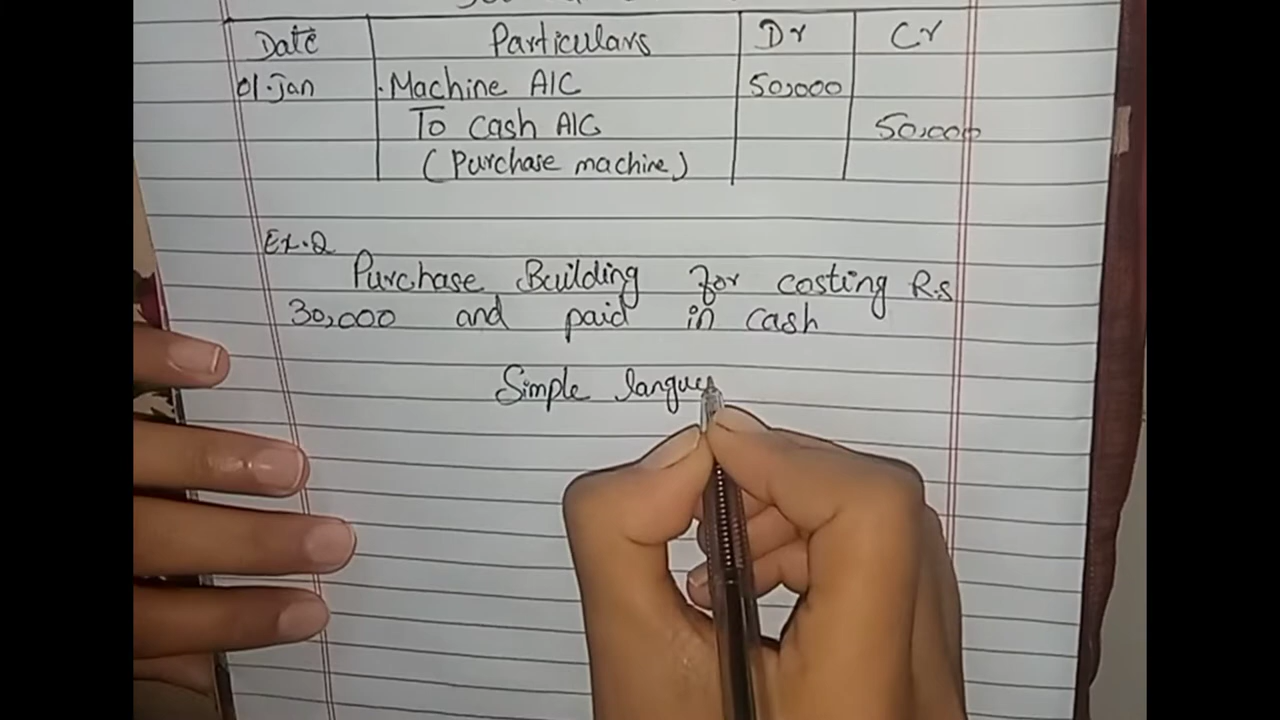 Date Particulars Dr Cr
01.Jan Machine A/C 50,000
To Cash A/C 50,000
(Purchase machine)
Ex.2
Purchase Building for costing R.s
30,000 and paid in cash
Simple langue